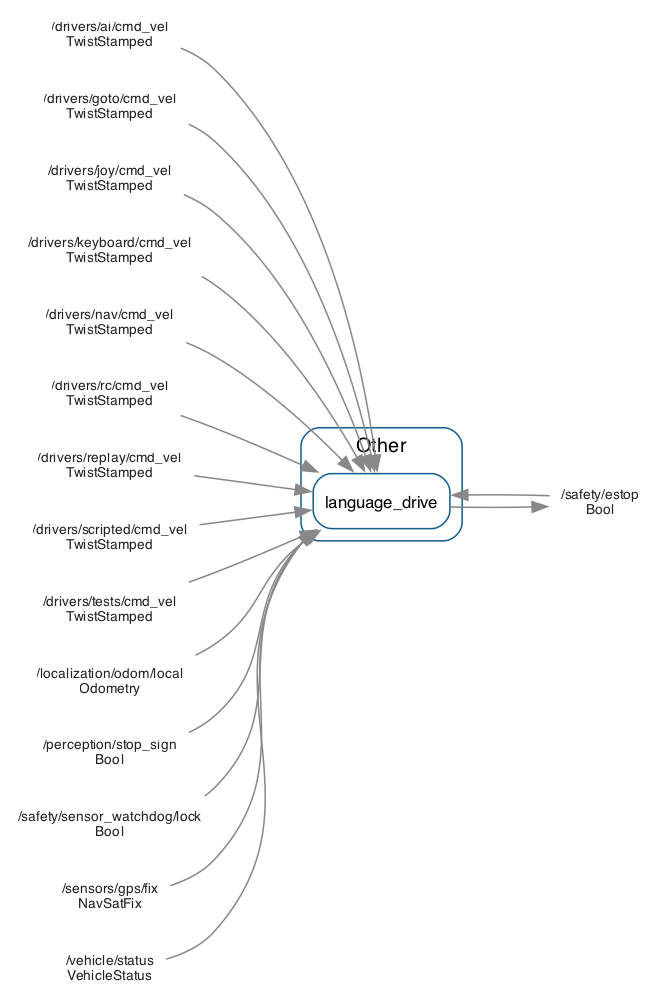 /drivers/ai/cmd_vel
TwistStamped
/drivers/goto/cmd_vel
TwistStamped
/drivers/joy/cmd_vel
TwistStamped
/drivers/keyboard/cmd_vel
TwistStamped
/drivers/nav/cmd_vel
TwistStamped
/drivers/rc/cmd_vel
TwistStamped
/drivers/replay/cmd_vel
TwistStamped
/drivers/scripted/cmd_vel
TwistStamped
/drivers/tests/cmd_vel
TwistStamped
/localization/odom/local
Odometry
/perception/stop_sign
Bool
/safety/sensor_watchdog/lock
Bool
/sensors/gps/fix
NavSatFix
/vehicle/status
VehicleStatus
Other
language_drive
/safety/estop
Bool